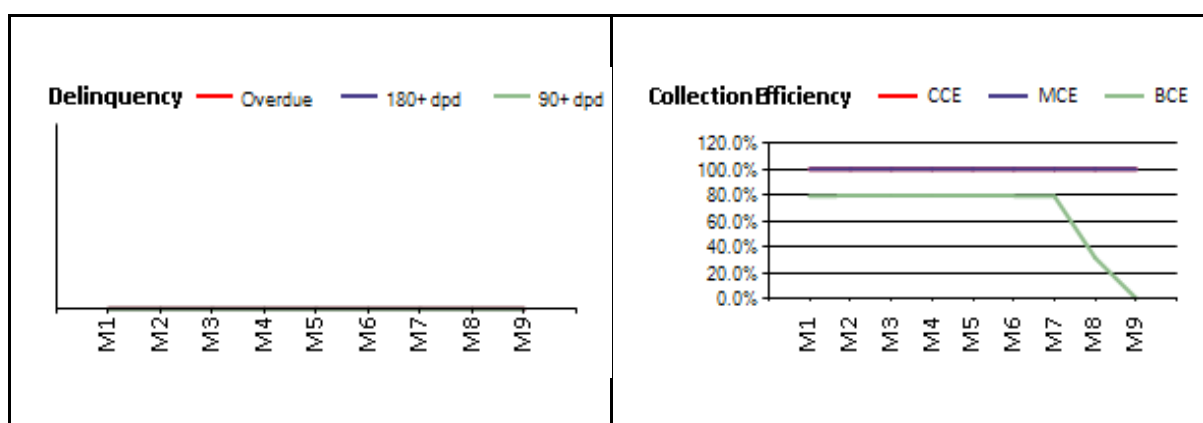 Delinquency Overdue 180+ dpd 90+ dpd
M1 M2 M3 M4 M5 M6 M7 M8 M9
Collection Efficiency CCE MCE BCE
120.0%
100.0%
80.0%
60.0%
40.0%
20.0%
0.0%
M1 M2 M3 M4 M5 M6 M7 M8 M9